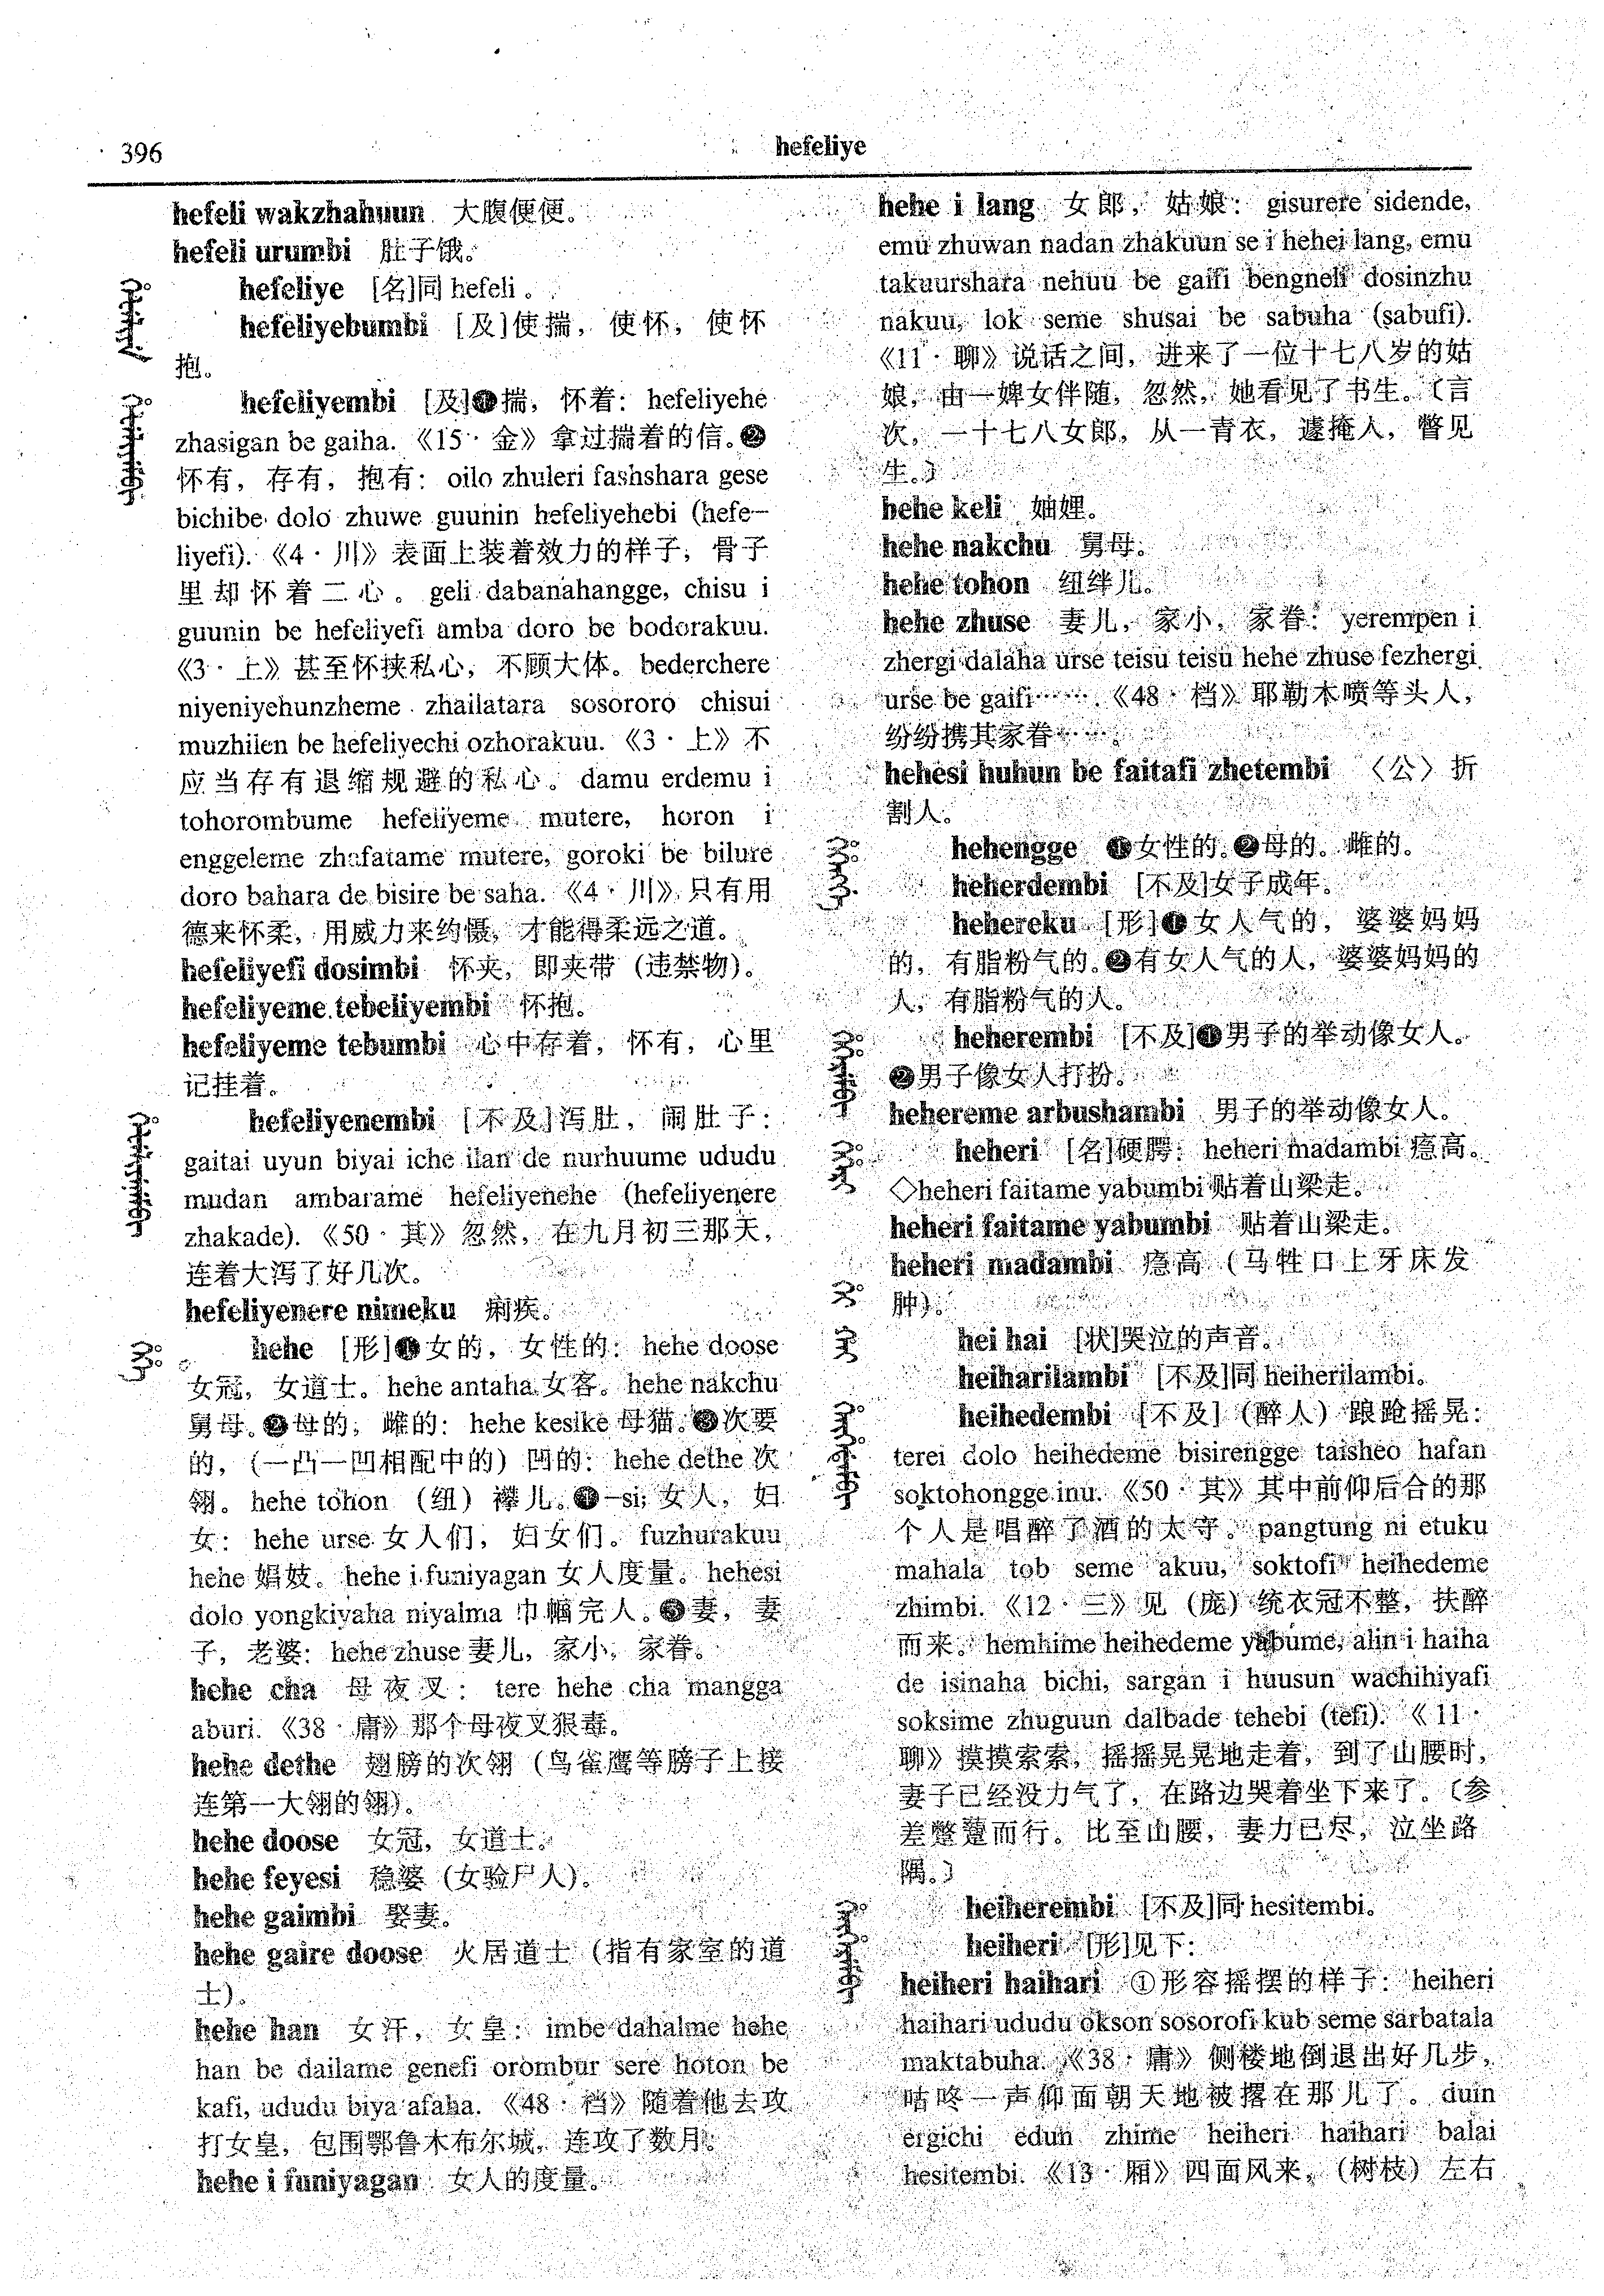 396
hefeliye
hefeli wakzhahuun 大腹便便。
hefeli urumbi 肚子饿。
hefeliye [名]同 hefeli 。
hefeliyebumbi [及]使揣，使怀，使怀
抱。
hefeliyembi [及]❶揣，怀着：hefeliyehe
zhasigan be gaiha.《15·金》拿过揣着的信。❷
怀有，存有，抱有：oilo zhuleri fashshara gese
bichibe dolo zhuwe guunin hefeliyehebi (hefe—
liyefi).《4·川》表面上装着效力的样子，骨子
里却怀着二心。geli dabanahangge, chisu i
guunin be hefeliyefi amba doro be bodorakuu.
《3·上》甚至怀挟私心，不顾大体。bederchere
niyeniyehunzheme zhailatara sosororo chisui
muzhilen be hefeliyechi ozhorakuu.《3·上》不
应当存有退缩规避的私心。damu erdemu i
tohorombume hefeliyeme mutere, horon i
enggeleme zhafatame mutere, goroki be bilure
doro bahara de bisire be saha.《4·川》只有用
德来怀柔，用威力来约慑，才能得柔远之道。
hefeliyefi dosimbi 怀夹，即夹带（违禁物）。
hefeliyeme tebeliyembi 怀抱。
hefeliyeme tebumbi 心中存着，怀有，心里
记挂着。
hefeliyenembi [不及]泻肚，闹肚子：
gaitai uyun biyai iche ilan de nurhuume ududu
mudan ambarame hefeliyenehe (hefeliyenere
zhakade).《50·其》忽然，在九月初三那天，
连着大泻了好几次。
hefeliyenere nimeku 痢疾。
hehe [形]❶女的，女性的：hehe doose
女冠，女道士。hehe antaha 女客。hehe nakchu
舅母。❷母的，雌的：hehe kesike 母猫。❸次要
的，（一凸一凹相配中的）凹的：hehe dethe 次
翎。hehe tohon （纽）襻儿。❹—si; 女人，妇
女：hehe urse 女人们，妇女们。fuzhurakuu
hehe 娼妓。hehe i funiyagan 女人度量。hehesi
dolo yongkiyaha niyalma 巾帼完人。❺妻，妻
子，老婆：hehe zhuse 妻儿，家小，家眷。
hehe cha 母夜叉：tere hehe cha mangga
aburi.《38·庸》那个母夜叉狠毒。
hehe dethe 翅膀的次翎（鸟雀鹰等膀子上接
连第一大翎的翎）。
hehe doose 女冠，女道士。
hehe feyesi 稳婆（女验尸人）。
hehe gaimbi 娶妻。
hehe gaire doose 火居道士（指有家室的道
士）。
hehe han 女汗，女皇：imbe dahalme hehe
han be dailame genefi orombur sere hoton be
kafi, ududu biya afaha.《48·档》随着他去攻
打女皇，包围鄂鲁木布尔城，连攻了数月。
hehe i funiyagan 女人的度量。
hehe i lang 女郎，姑娘：gisurere sidende,
emu zhuwan nadan zhakuun se i hehei lang, emu
takuurshara nehuu be gaifi bengneli dosinzhu
nakuu, lok seme shusai be sabuha (sabufi).
《11·聊》说话之间，进来了一位十七八岁的姑
娘，由一婢女伴随，忽然，她看见了书生。〔言
次，一十七八女郎，从一青衣，遽掩入，瞥见
生。〕
hehe keli 妯娌。
hehe nakchu 舅母。
hehe tohon 纽绊儿。
hehe zhuse 妻儿，家小，家眷：yerempen i
zhergi dalaha urse teisu teisu hehe zhuse fezhergi
urse be gaifi……《48·档》耶勒木喷等头人，
纷纷携其家眷……
hehesi huhun be faitafi zhetembi 〈公〉折
割人。
hehengge ❶女性的。❷母的。雌的。
heherdembi [不及]女子成年。
hehereku [形]❶女人气的，婆婆妈妈
的，有脂粉气的。❷有女人气的人，婆婆妈妈的
人，有脂粉气的人。
heherembi [不及]❶男子的举动像女人。
❷男子像女人打扮。
hehereme arbushambi 男子的举动像女人。
heheri [名]硬腭：heheri madambi 瘾高。
◇heheri faitame yabumbi 贴着山梁走。
heheri faitame yabumbi 贴着山梁走。
heheri madambi 瘾高（马牲口上牙床发
肿）。
hei hai [状]哭泣的声音。
heiharilambi [不及]同 heiherilambi。
heihedembi [不及]（醉人）踉跄摇晃：
terei dolo heihedeme bisirengge taisheo hafan
soktohongge inu.《50·其》其中前仰后合的那
个人是唱醉了酒的太守。pangtung ni etuku
mahala tob seme akuu, soktofi heihedeme
zhimbi.《12·三》见（庞）统衣冠不整，扶醉
而来。hemhime heihedeme yabume, alin i haiha
de isinaha bichi, sargan i huusun wachihiyafi
soksime zhuguun dalbade tehebi (tefi).《11·
聊》摸摸索索，摇摇晃晃地走着，到了山腰时，
妻子已经没力气了，在路边哭着坐下来了。〔参
差蹩躠而行。比至山腰，妻力已尽，泣坐路
隅。〕
heiherembi [不及]同 hesitembi。
heiheri [形]见下：
heiheri haihari ①形容摇摆的样子：heiheri
haihari ududu okson sosorofi kub seme sarbatala
maktabuha.《38·庸》侧楼地倒退出好几步，
咕咚一声仰面朝天地被撂在那儿了。duin
ergichi edun zhime heiheri haihari balai
hesitembi.《13·厢》四面风来，（树枝）左右